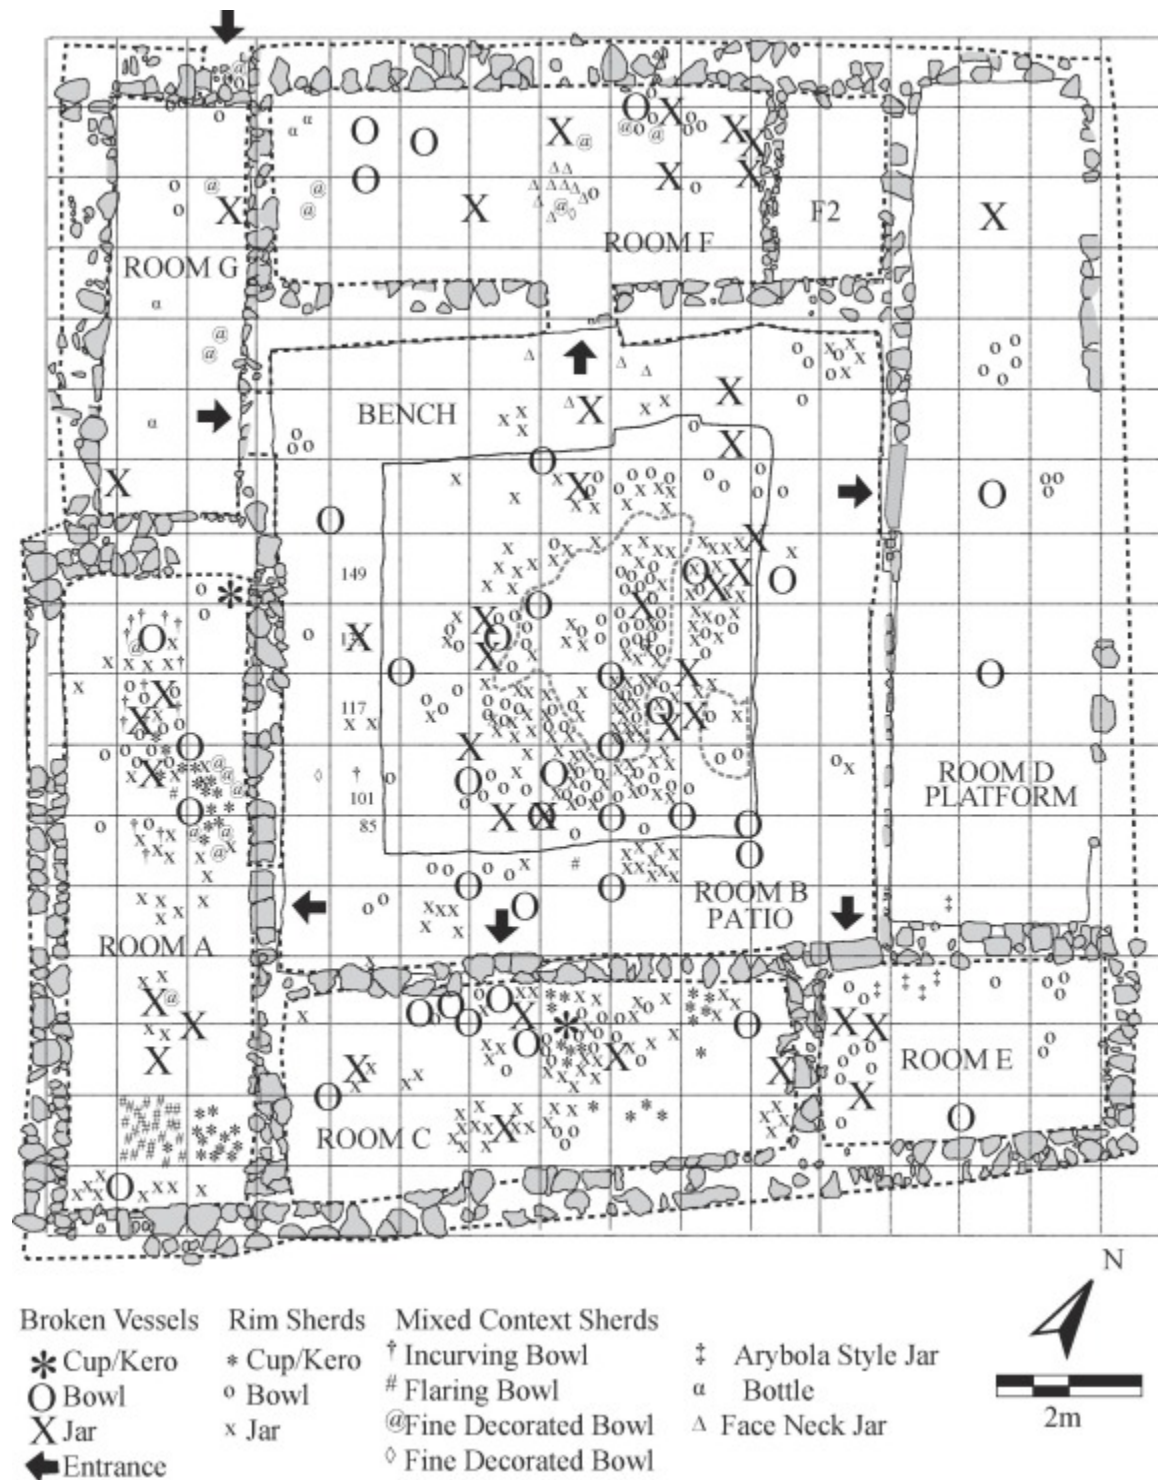 ROOM G
ROOM F
F2
BENCH
149
117
101
85
ROOM D
PLATFORM
ROOM B
PATIO
ROOM A
ROOM C
ROOM E
N
Broken Vessels
Cup/Kero
Bowl
Jar
Entrance
Rim Sherds
Cup/Kero
Bowl
Jar
Mixed Context Sherds
Incurving Bowl
Flaring Bowl
Fine Decorated Bowl
Fine Decorated Bowl
Arybola Style Jar
Bottle
Face Neck Jar
2m